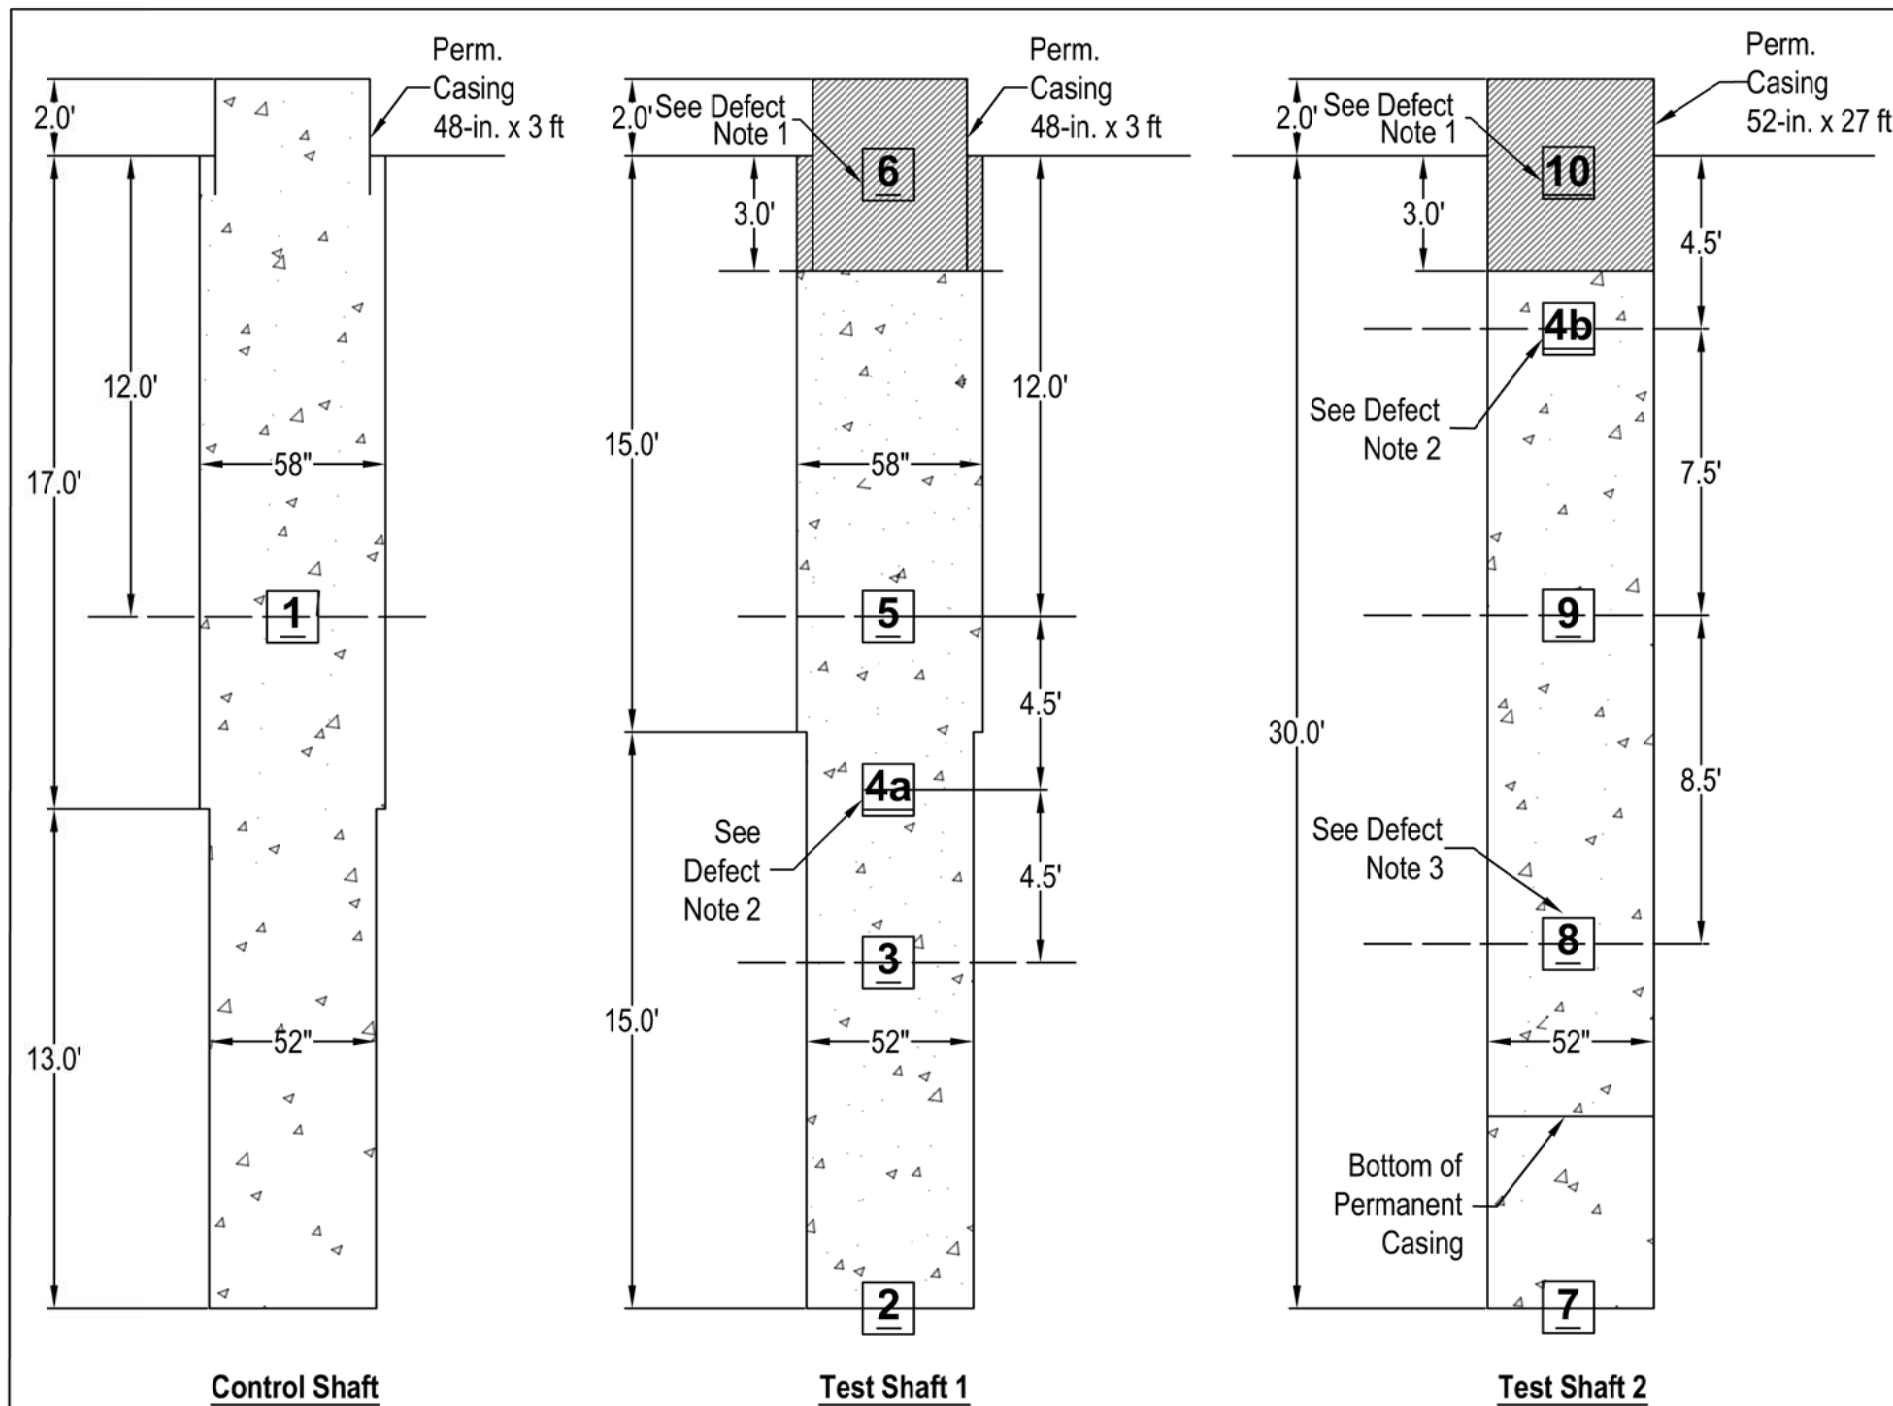 Perm.
Casing
48-in. x 3 ft
2.0'
17.0'
12.0'
58"
1
13.0'
52"
Control Shaft
Perm.
Casing
48-in. x 3 ft
2.0'
See Defect
Note 1
6
3.0'
15.0'
12.0'
58"
5
4.5'
4a
See
Defect
Note 2
4.5'
3
15.0'
52"
2
Test Shaft 1
Perm.
Casing
52-in. x 27 ft
2.0'
See Defect
Note 1
10
3.0'
4.5'
4b
See Defect
Note 2
7.5'
9
30.0'
8.5'
See Defect
Note 3
8
52"
Bottom of
Permanent
Casing
7
Test Shaft 2